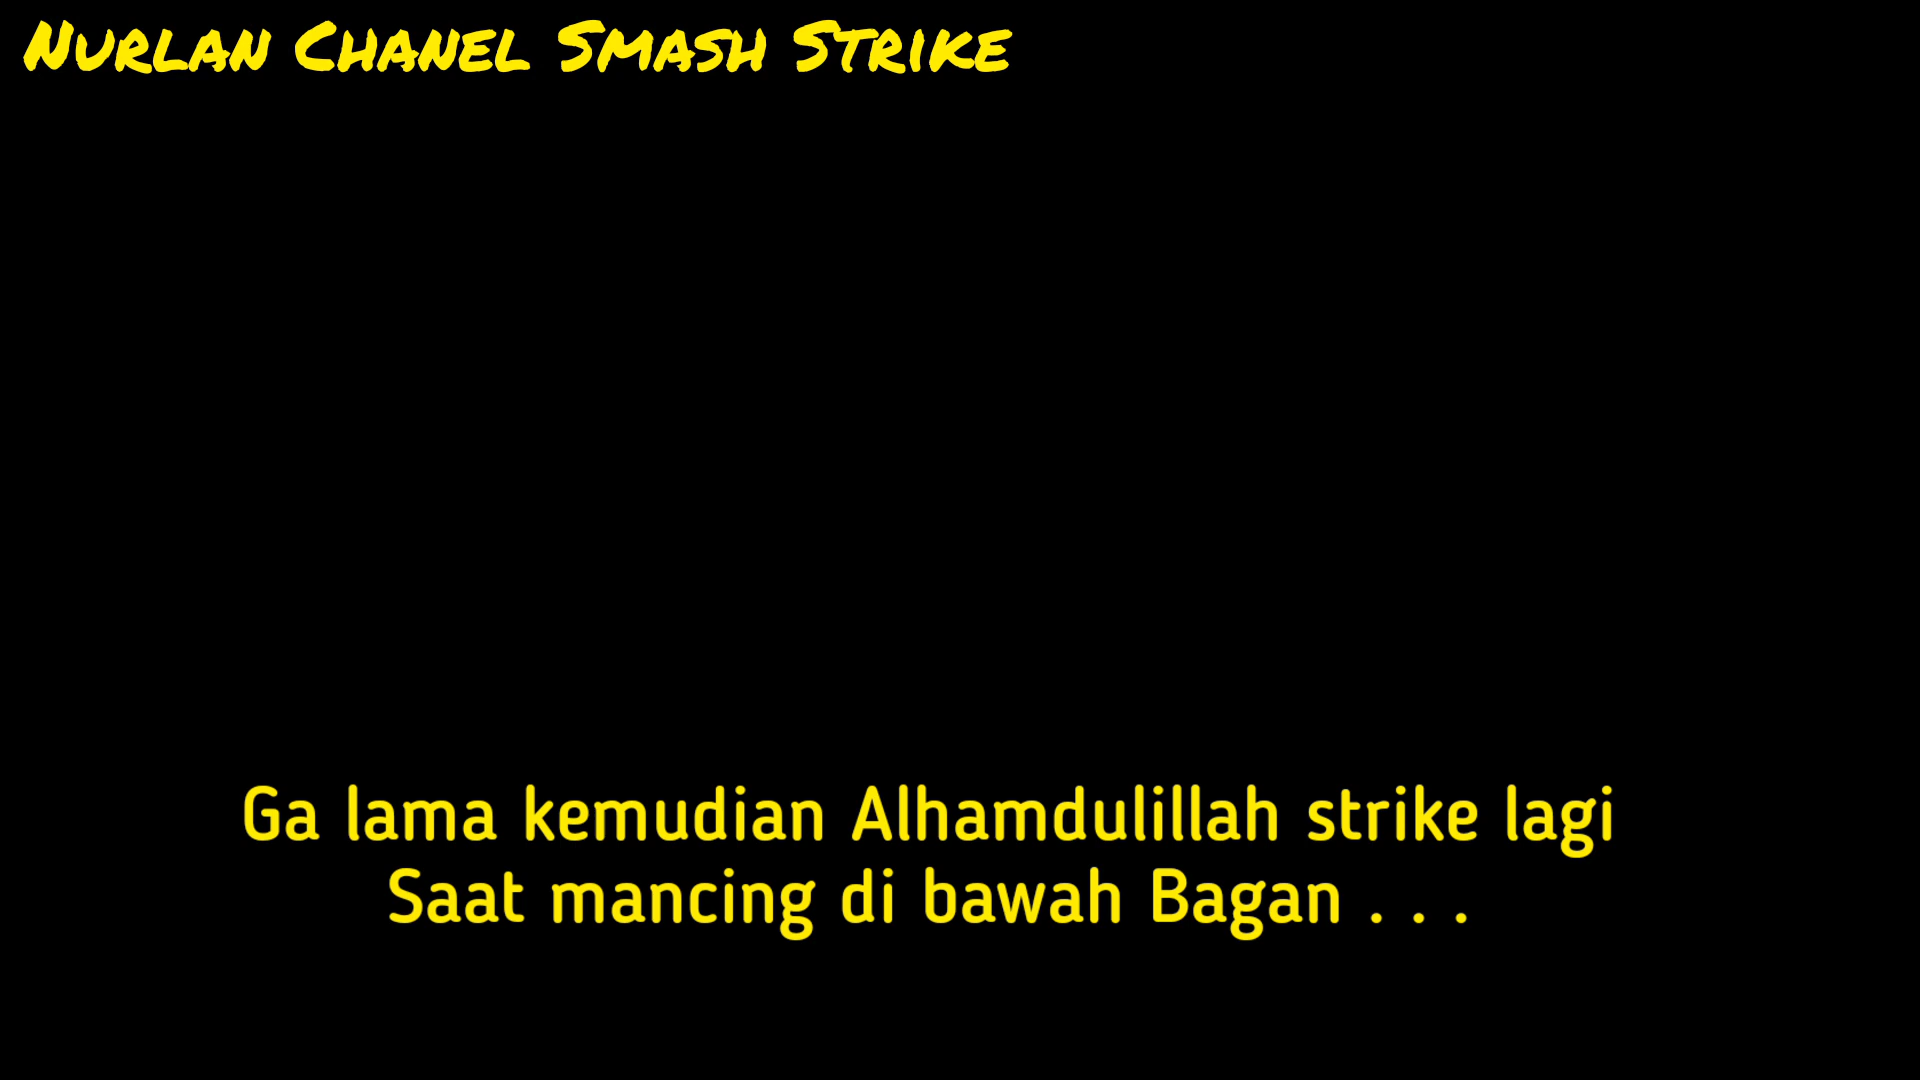 Nurlan Chanel Smash Strike
Ga lama kemudian Alhamdulillah strike lagi
Saat mancing di bawah Bagan . . .